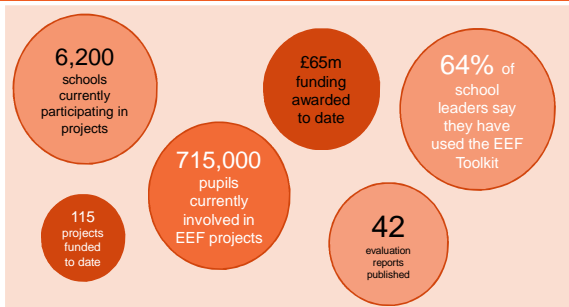 6,200
schools
currently
participating in
projects
£65m
funding
awarded
to date
64% of
school
leaders say
they have
used the EEF
Toolkit
715,000
pupils
currently
involved in
EEF projects
115
projects
funded
to date
42
evaluation
reports
published